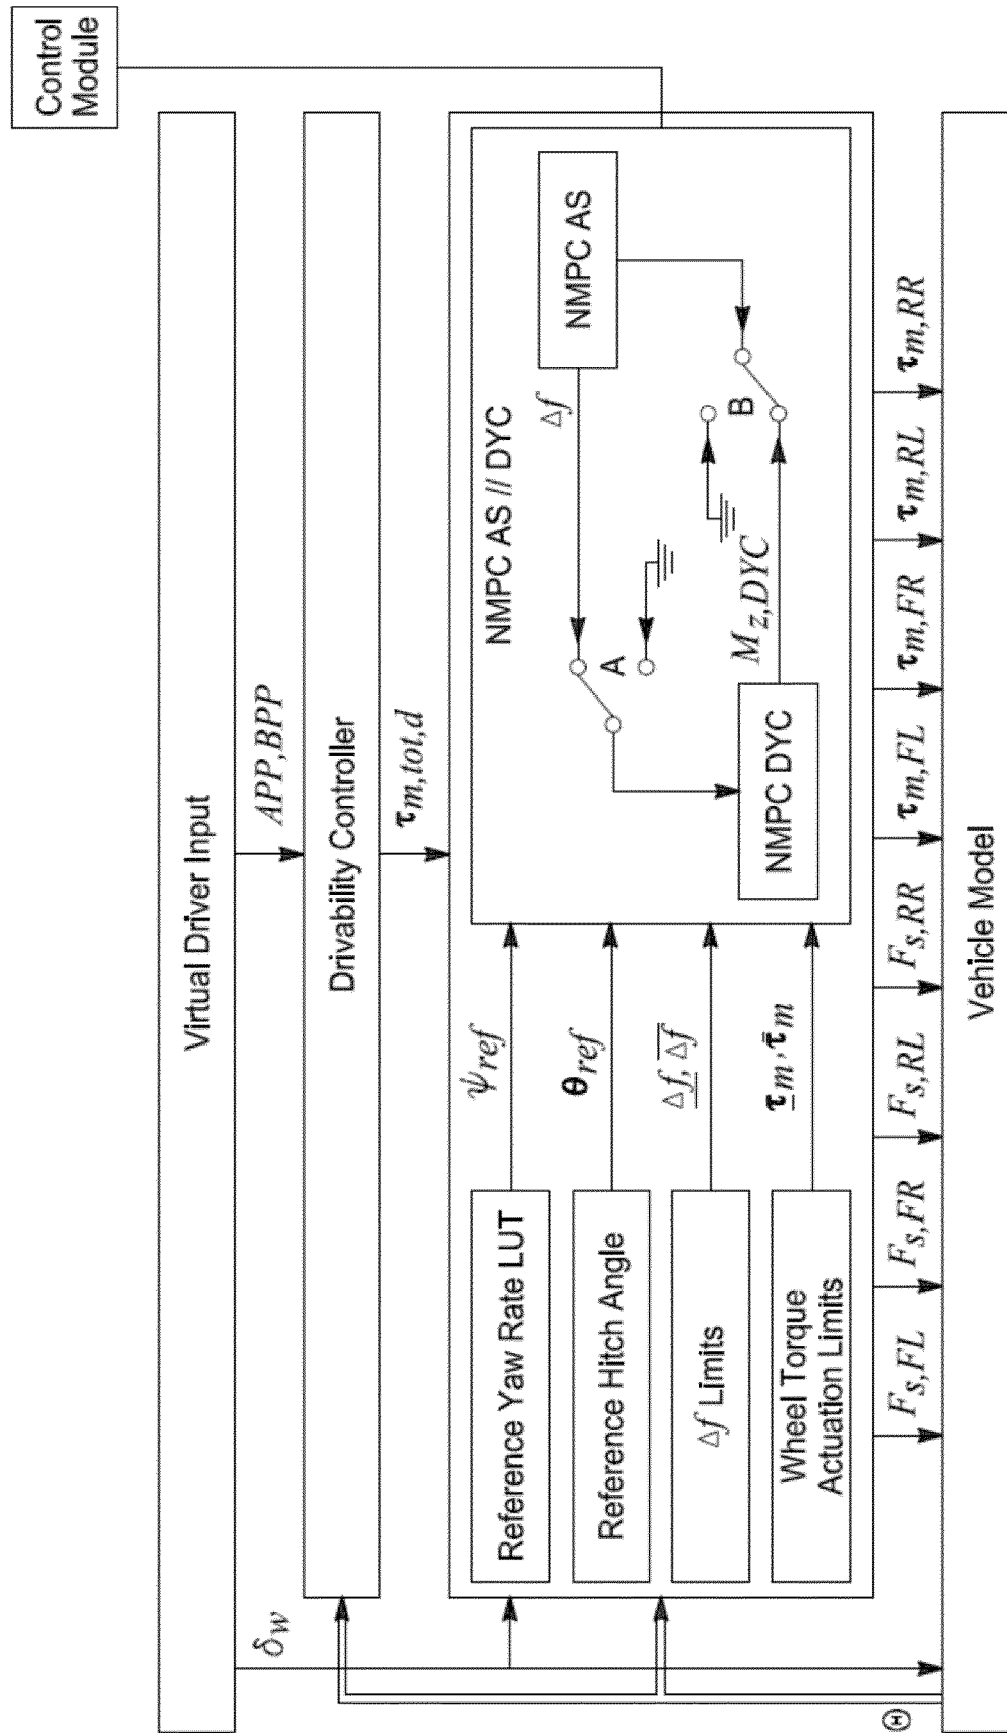 Control
Module
Virtual Driver Input
δw
APP,BPP
Drivability Controller
τm,tot,d
Reference Yaw Rate LUT
ψref
Reference Hitch Angle
θref
Δf Limits
Δf, Δf
Wheel Torque
Actuation Limits
τm, τm
NMPC AS // DYC
NMPC AS
Δf
A
B
Mz,DYC
NMPC DYC
Fs,FL
Fs,FR
Fs,RL
Fs,RR
τm,FL
τm,FR
τm,RL
τm,RR
Θ
Vehicle Model